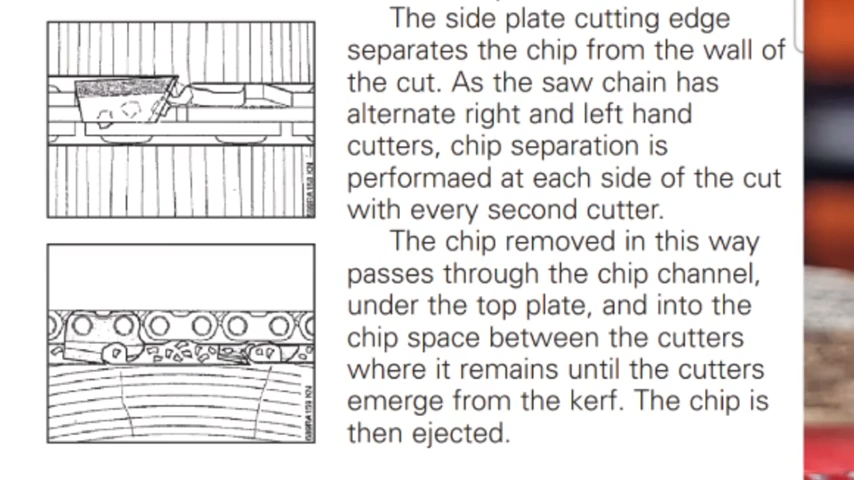 The side plate cutting edge
separates the chip from the wall of
the cut. As the saw chain has
alternate right and left hand
cutters, chip separation is
performaed at each side of the cut
with every second cutter.
The chip removed in this way
passes through the chip channel,
under the top plate, and into the
chip space between the cutters
where it remains until the cutters
emerge from the kerf. The chip is
then ejected.